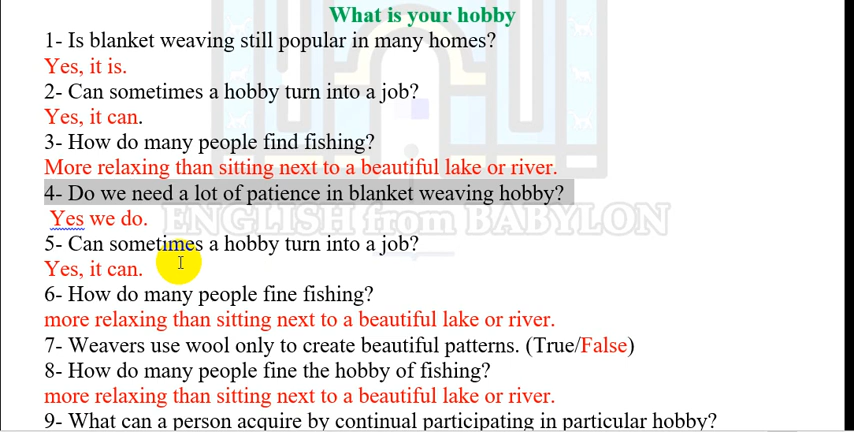 What is your hobby
1- Is blanket weaving still popular in many homes?
Yes, it is.
2- Can sometimes a hobby turn into a job?
Yes, it can.
3- How do many people find fishing?
More relaxing than sitting next to a beautiful lake or river.
4- Do we need a lot of patience in blanket weaving hobby?
Yes we do.
ENGLISH from BABYLON
5- Can sometimes a hobby turn into a job?
Yes, it can.
6- How do many people fine fishing?
more relaxing than sitting next to a beautiful lake or river.
7- Weavers use wool only to create beautiful patterns. (True/False)
8- How do many people fine the hobby of fishing?
more relaxing than sitting next to a beautiful lake or river.
9- What can a person acquire by continual participating in particular hobby?